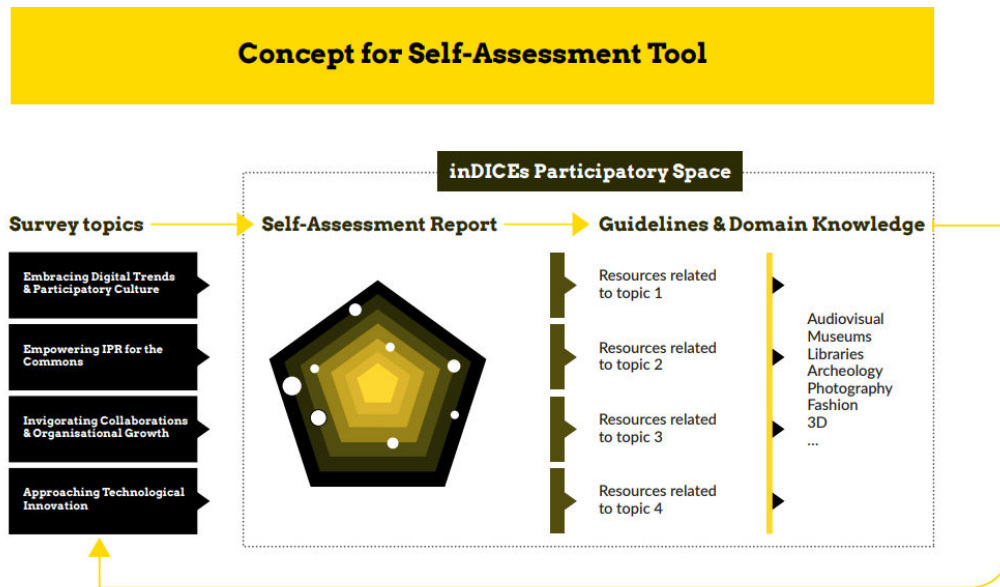 Concept for Self-Assessment Tool
inDICEs Participatory Space
Survey topics
Self-Assessment Report
Guidelines & Domain Knowledge
Embracing Digital Trends
& Participatory Culture
Empowering IPR for the
Commons
Invigorating Collaborations
& Organisational Growth
Approaching Technological
Innovation
Resources related
to topic 1
Resources related
to topic 2
Resources related
to topic 3
Resources related
to topic 4
Audiovisual
Museums
Libraries
Archeology
Photography
Fashion
3D
...